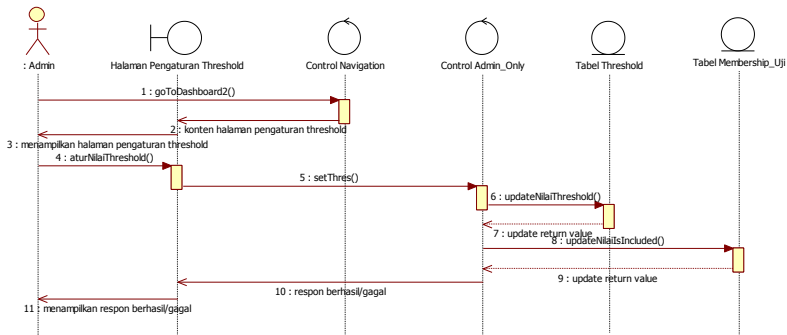 : Admin
Halaman Pengaturan Threshold
Control Navigation
Control Admin_Only
Tabel Threshold
Tabel Membership_Uji
1 : goToDashboard2()
2 : konten halaman pengaturan threshold
3 : menampilkan halaman pengaturan threshold
4 : aturNilaiThreshold()
5 : setThres()
6 : updateNilaiThreshold()
7 : update return value
8 : updateNilaiIsIncluded()
9 : update return value
10 : respon berhasil/gagal
11 : menampilkan respon berhasil/gagal